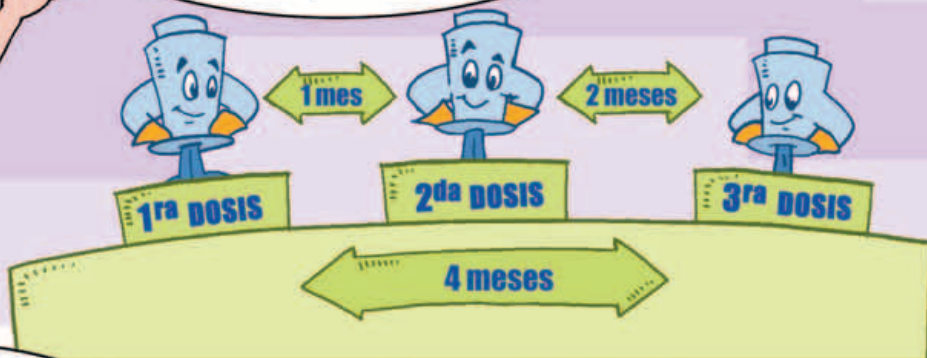 1 mes
2 meses
1ra DOSIS
2da DOSIS
3ra DOSIS
4 meses